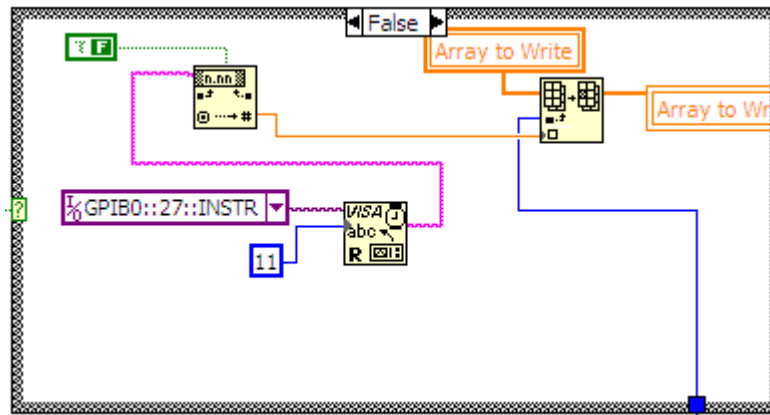 False
F
Array to Write
n.nn
#
Array to Wr
GPIB0::27::INSTR
VISA
abc
R
11
?